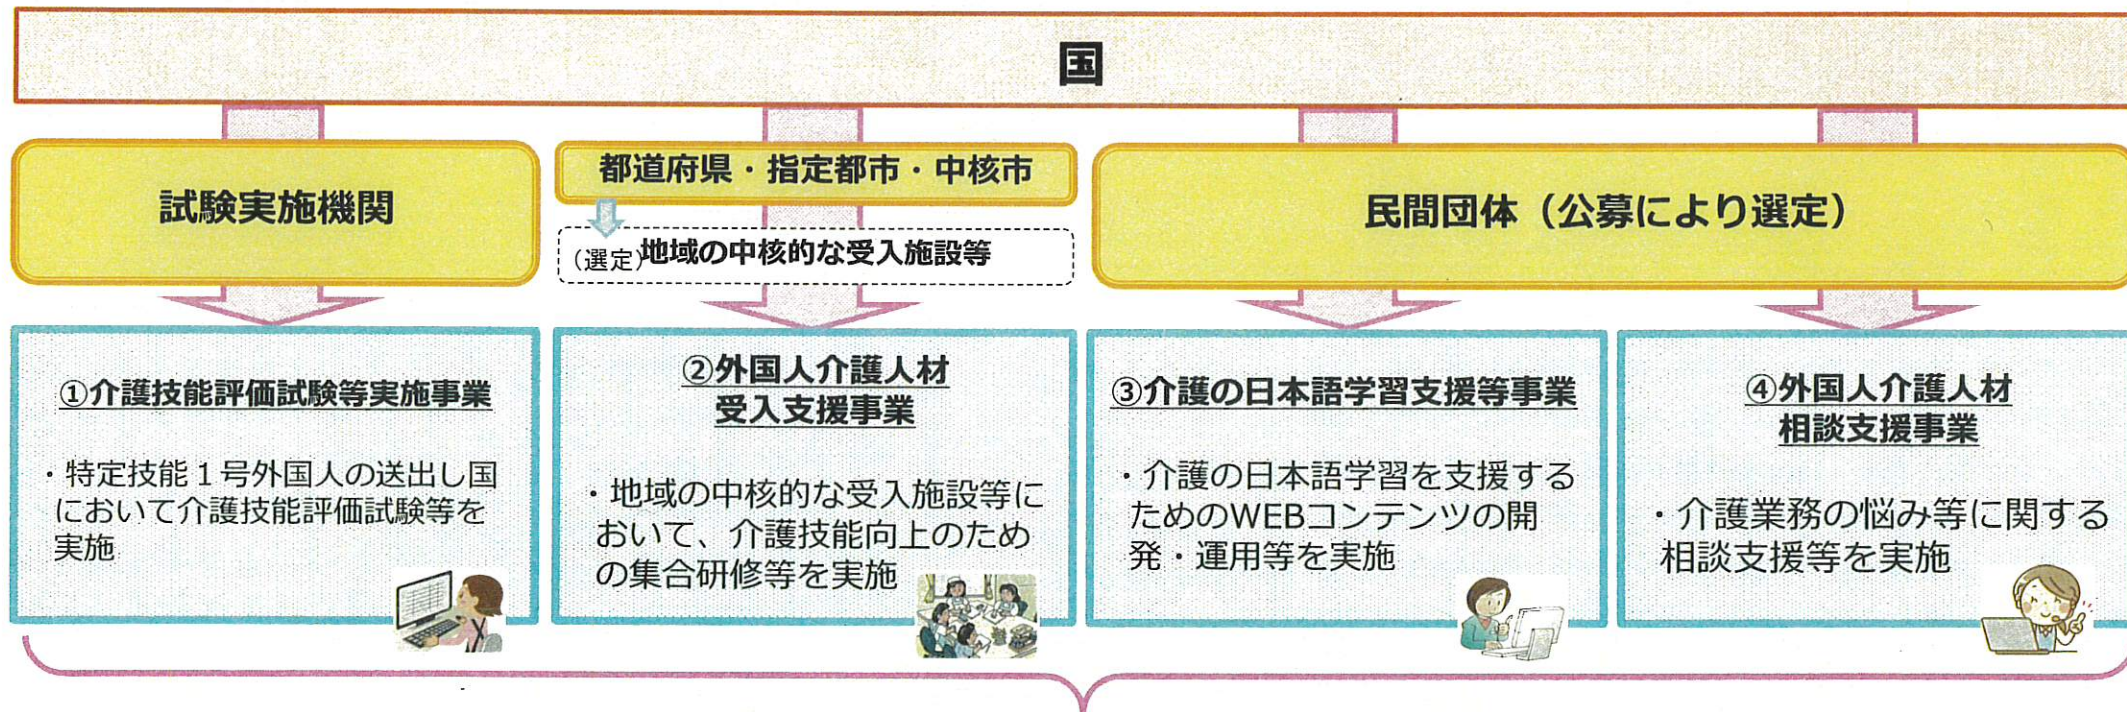 国
試験実施機関
都道府県・指定都市・中核市
(選定)地域の中核的な受入施設等
民間団体（公募により選定）
①介護技能評価試験等実施事業
・特定技能１号外国人の送出し国
において介護技能評価試験等を
実施
②外国人介護人材
受入支援事業
・地域の中核的な受入施設等に
おいて、介護技能向上のため
の集合研修等を実施
③介護の日本語学習支援等事業
・介護の日本語学習を支援する
ためのWEBコンテンツの開
発・運用等を実施
④外国人介護人材
相談支援事業
・介護業務の悩み等に関する
相談支援等を実施